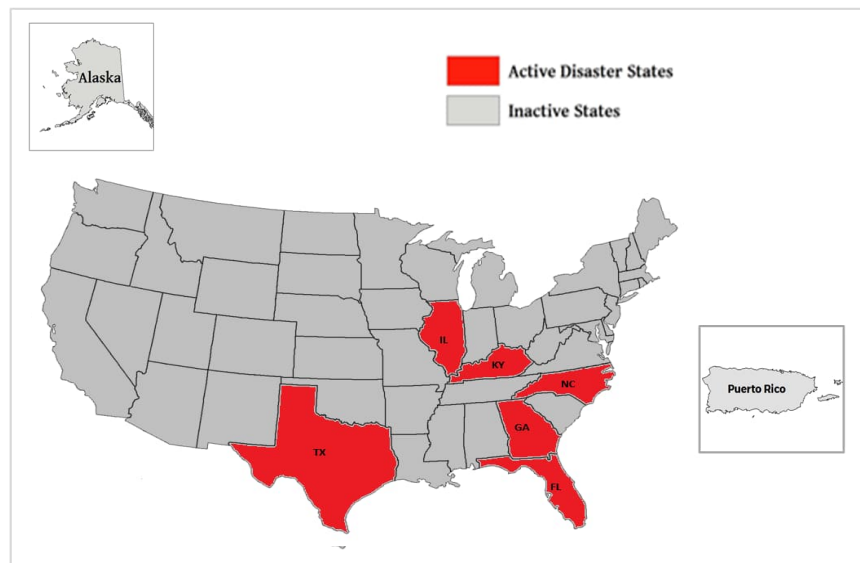 Alaska
Active Disaster States
Inactive States
IL
KY
NC
GA
TX
FL
Puerto Rico